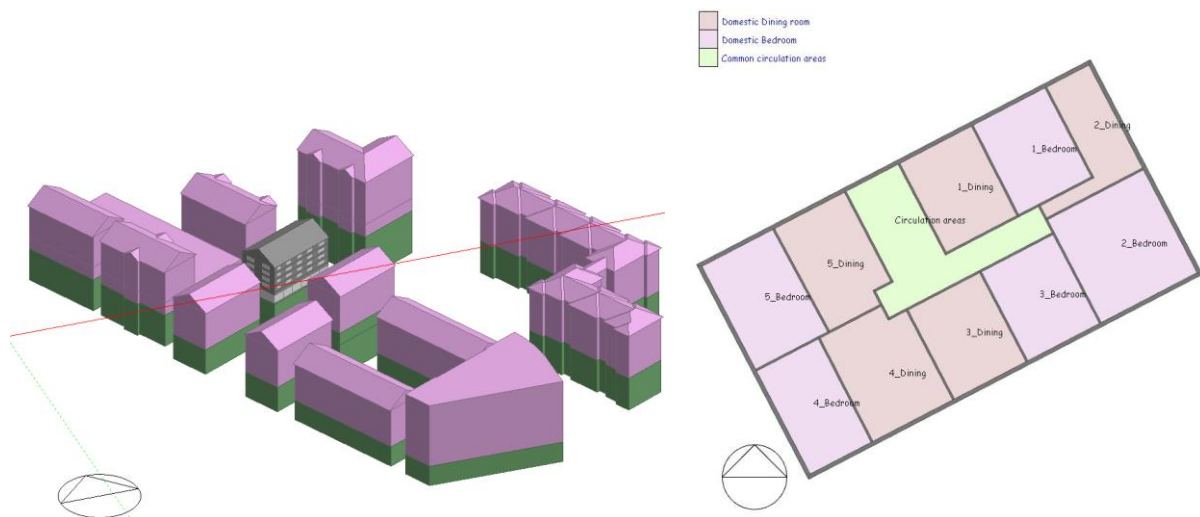 Domestic Dining room
Domestic Bedroom
Common circulation areas
2_Dining
1_Bedroom
1_Dining
Circulation areas
2_Bedroom
5_Dining
3_Bedroom
5_Bedroom
3_Dining
4_Dining
4_Bedroom